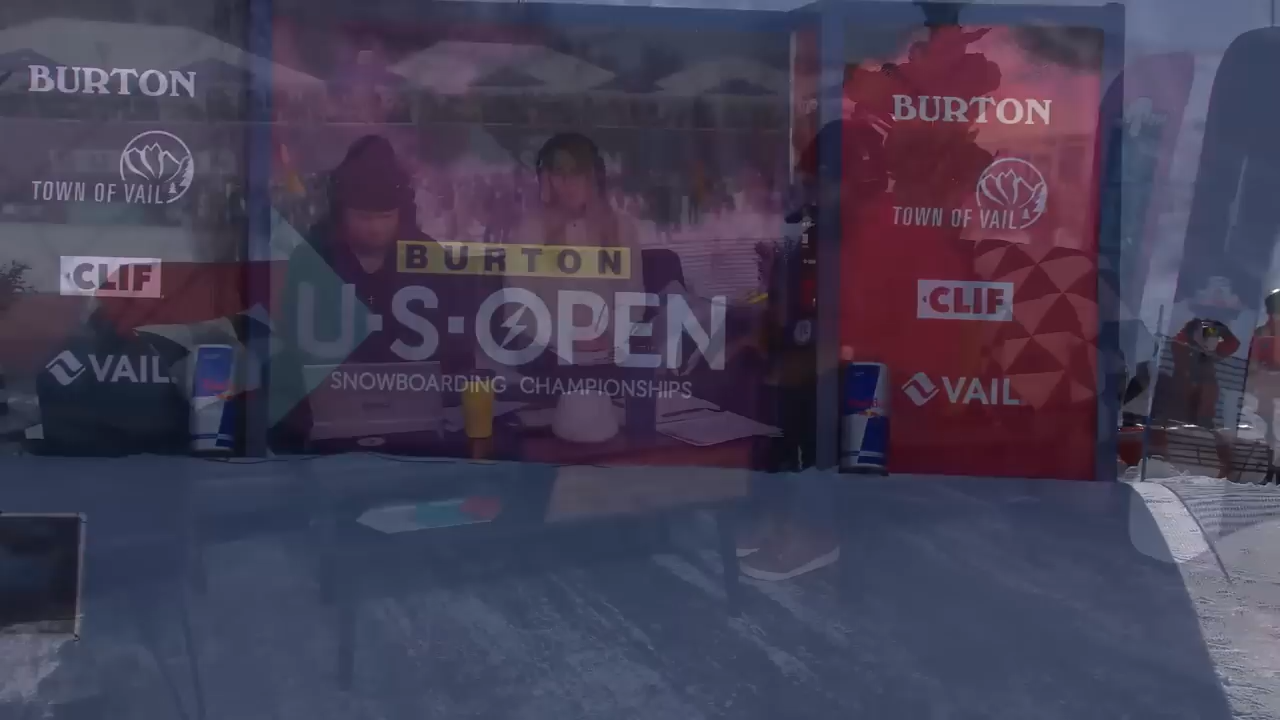 BURTON
TOWN OF VAIL
CLIF
VAIL
BURTON
U·S·OPEN
SNOWBOARDING CHAMPIONSHIPS
BURTON
TOWN OF VAIL
CLIF
VAIL